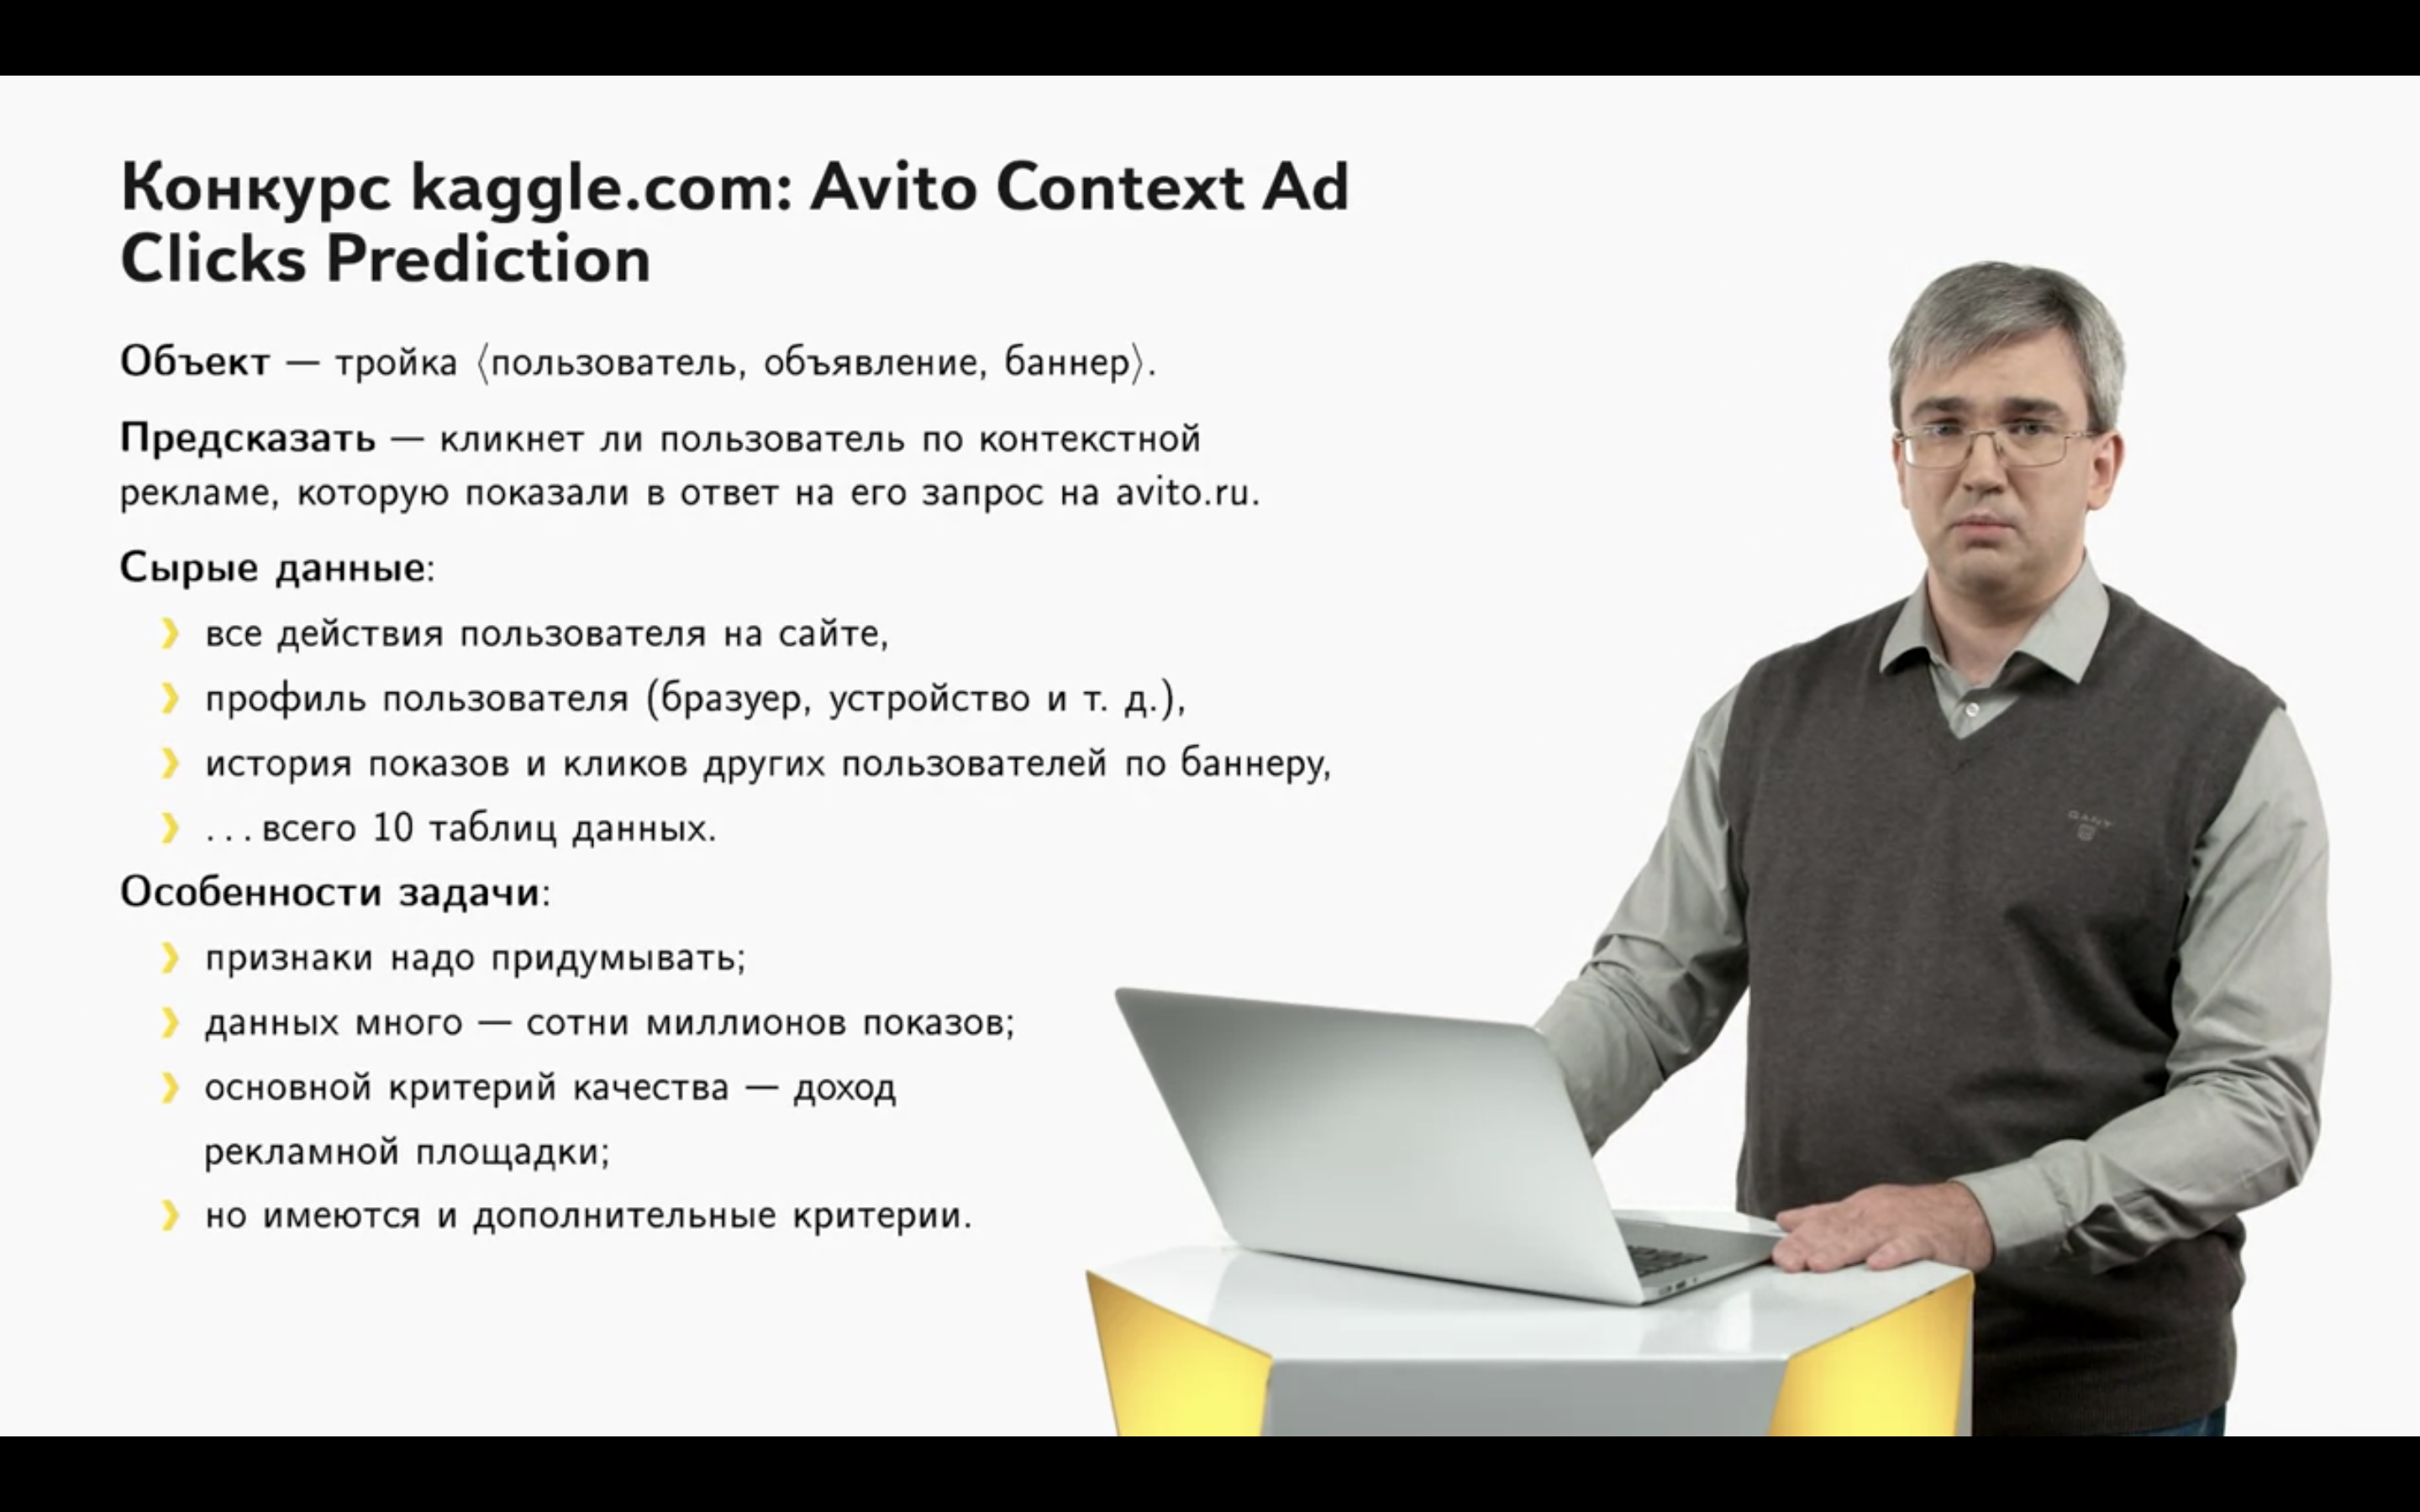 Конкурс kaggle.com: Avito Context Ad
Clicks Prediction
Объект — тройка ⟨пользователь, объявление, баннер⟩.
Предсказать — кликнет ли пользователь по контекстной
рекламе, которую показали в ответ на его запрос на avito.ru.
Сырые данные:
❯ все действия пользователя на сайте,
❯ профиль пользователя (бразуер, устройство и т. д.),
❯ история показов и кликов других пользователей по баннеру,
❯ ...всего 10 таблиц данных.
Особенности задачи:
❯ признаки надо придумывать;
❯ данных много — сотни миллионов показов;
❯ основной критерий качества — доход
рекламной площадки;
❯ но имеются и дополнительные критерии.
GANT